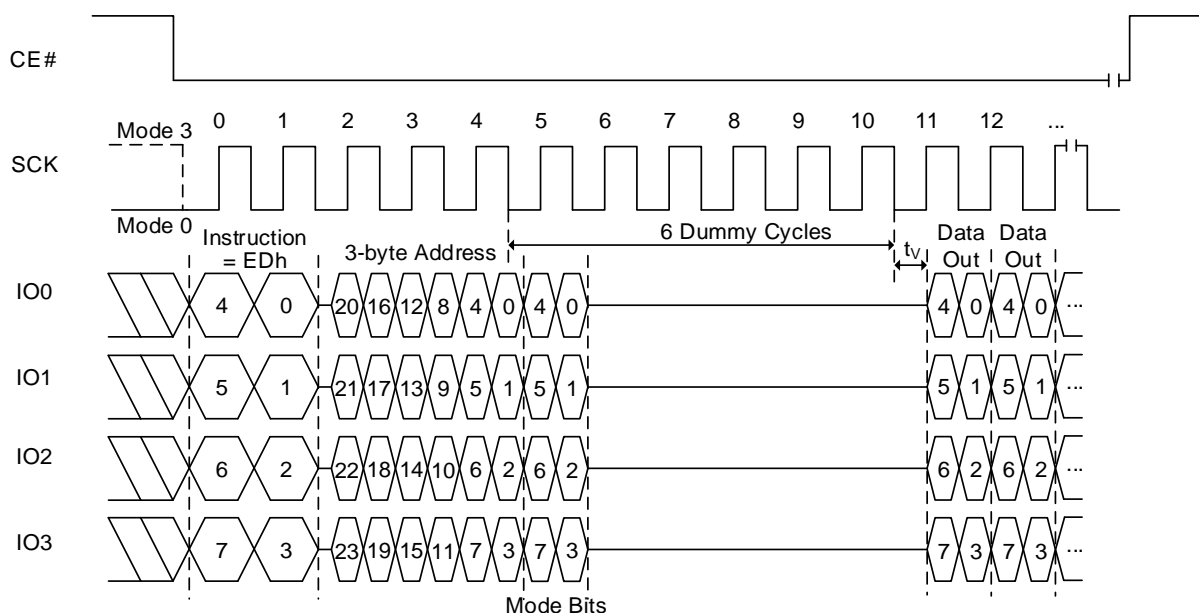 CE#
0 1 2 3 4 5 6 7 8 9 10 11 12 ...
Mode 3
SCK
Mode 0
Instruction
= EDh
3-byte Address
6 Dummy Cycles
tV
Data
Out
Data
Out
IO0
4 0 20 16 12 8 4 0 4 0 4 0 4 0 ...
IO1
5 1 21 17 13 9 5 1 5 1 5 1 5 1 ...
IO2
6 2 22 18 14 10 6 2 6 2 6 2 6 2 ...
IO3
7 3 23 19 15 11 7 3 7 3 7 3 7 3 ...
Mode Bits